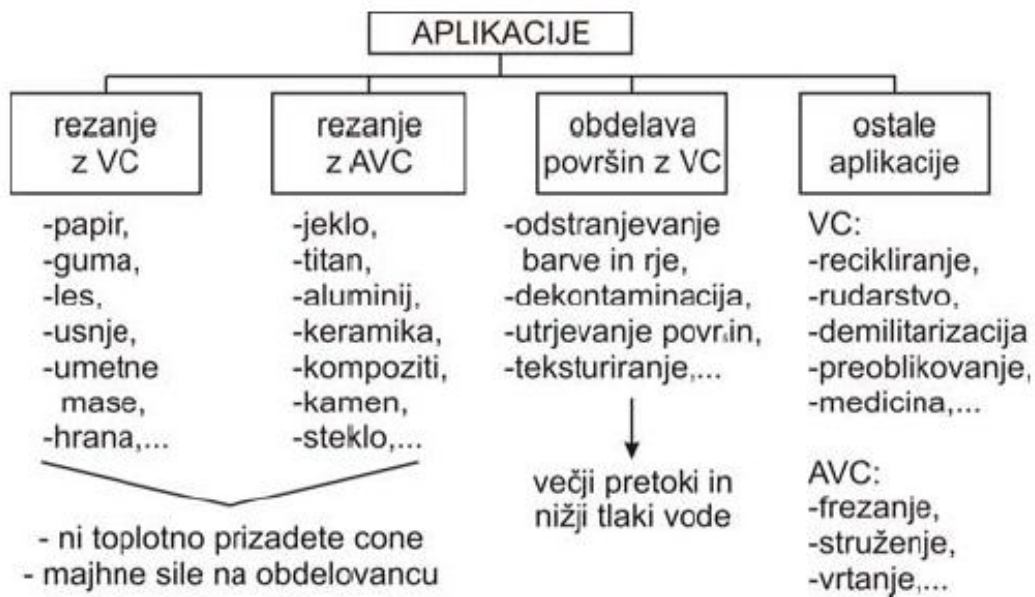 APLIKACIJE
rezanje
z VC
-papir,
-guma,
-les,
-usnje,
-umetne
mase,
-hrana,...
rezanje
z AVC
-jeklo,
-titan,
-aluminij,
-keramika,
-kompoziti,
-kamen,
-steklo,...
- ni toplotno prizadete cone
- majhne sile na obdelovancu
obdelava
površin z VC
-odstranjevanje
barve in rje,
-dekontaminacija,
-utrjevanje povr.in,
-teksturiranje,...
večji pretoki in
nižji tlaki vode
ostale
aplikacije
VC:
-recikliranje,
-rudarstvo,
-demilitarizacija
-preoblikovanje,
-medicina,...
AVC:
-frezanje,
-struženje,
-vrtanje,...